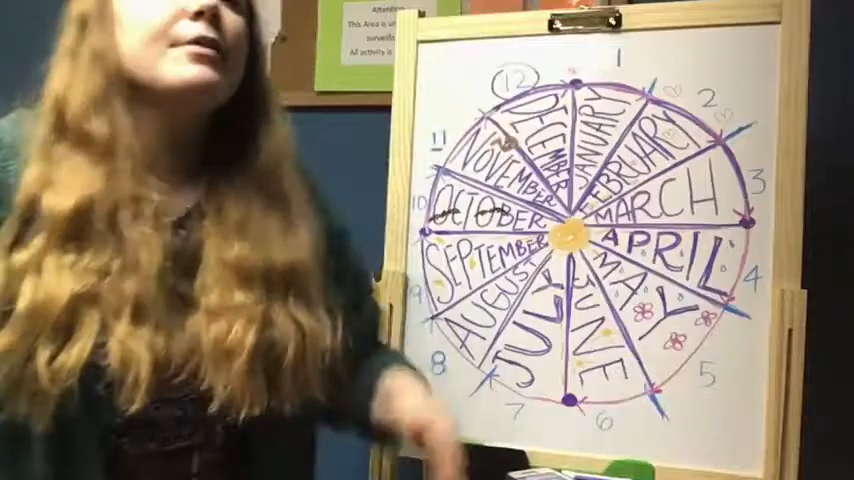 Attention
This Area is un
surveill
All activity is
1
12
2
11
3
10
4
9
8
5
7
6
JANUARY
FEBRUARY
MARCH
APRIL
MAY
JUNE
JULY
AUGUST
SEPTEMBER
OCTOBER
NOVEMBER
DECEMBER